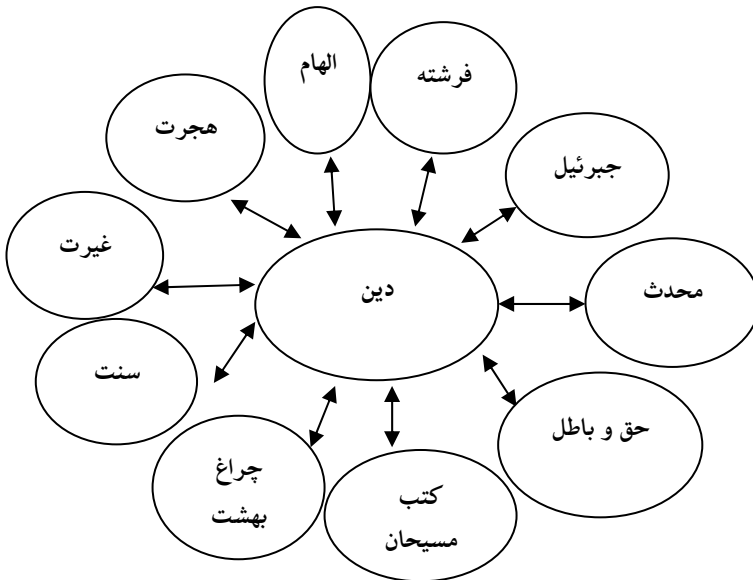 فرشته
الهام
جبرئیل
هجرت
غیرت
محدث
دین
سنت
حق و باطل
چراغ
بهشت
کتب
مسیحان